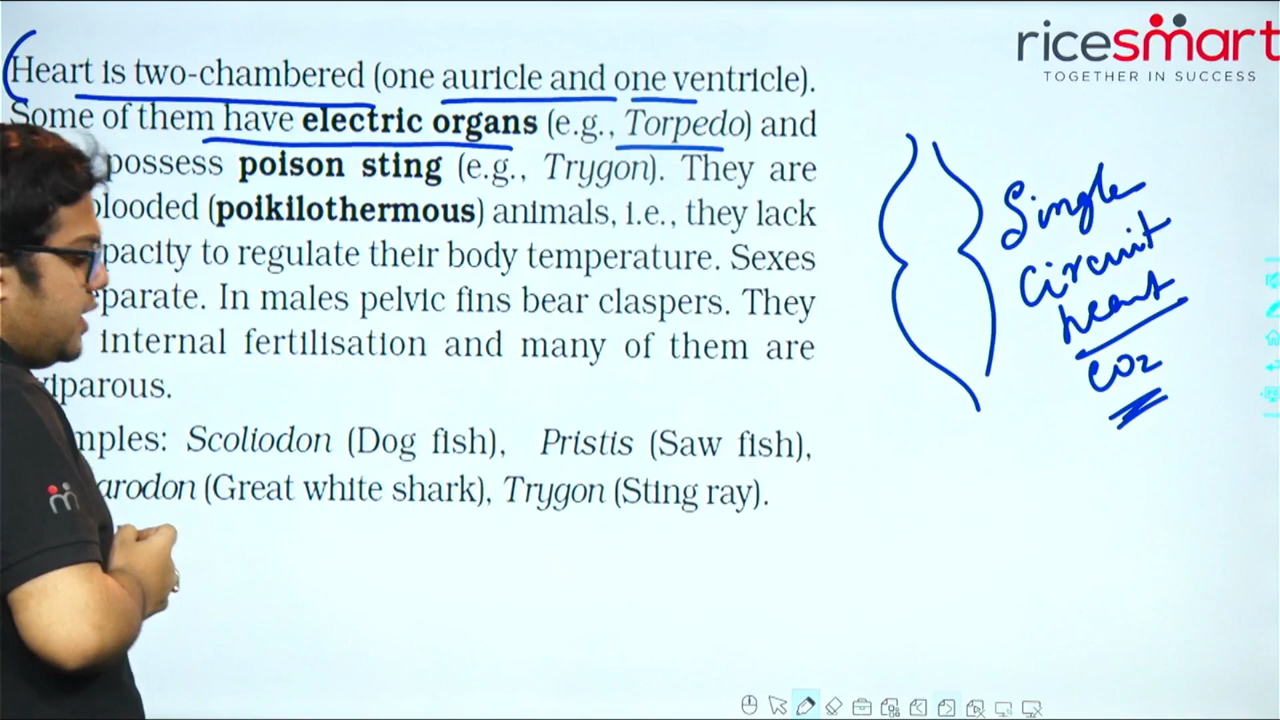 ricesmart
TOGETHER IN SUCCESS
Heart is two-chambered (one auricle and one ventricle).
Some of them have electric organs (e.g., Torpedo) and
possess poison sting (e.g., Trygon). They are
blooded (poikilothermous) animals, i.e., they lack
pacity to regulate their body temperature. Sexes
eparate. In males pelvic fins bear claspers. They
internal fertilisation and many of them are
viparous.
mples: Scoliodon (Dog fish), Pristis (Saw fish),
arodon (Great white shark), Trygon (Sting ray).
Single
circuit
heart
CO2